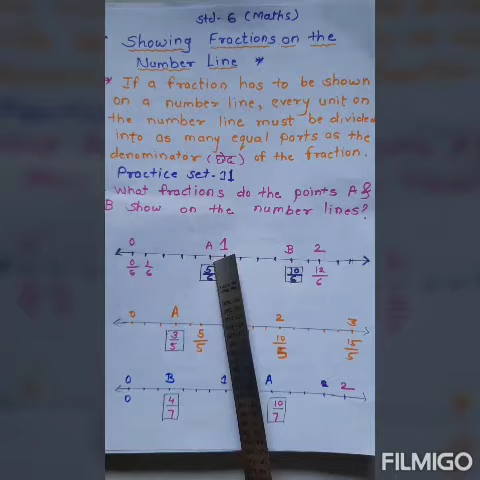 Std-6 (Maths)
Showing Fractions on the
Number Line *
* If a fraction has to be shown
on a number line, every unit on
the number line must be divided
into as many equal parts as the
denominator (छेद) of the fraction.
Practice set-11
What fractions do the points A &
B show on the number lines?
0 A 1 B 2
0/6 1/6 5/6 10/6 12/6
0 A 2 3
3/5 5/5 10/5 15/5
0 B 1 A 2
0 4/7 10/7
FILMIGO